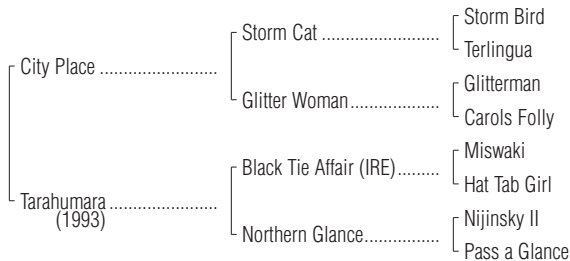 Storm Bird
Storm Cat ........................
Terlingua
City Place .........................
Glitterman
Glitter Woman...................
Carols Folly
Miswaki
Black Tie Affair (IRE).........
Hat Tab Girl
Tarahumara .......................
(1993)
Nijinsky II
Northern Glance................
Pass a Glance